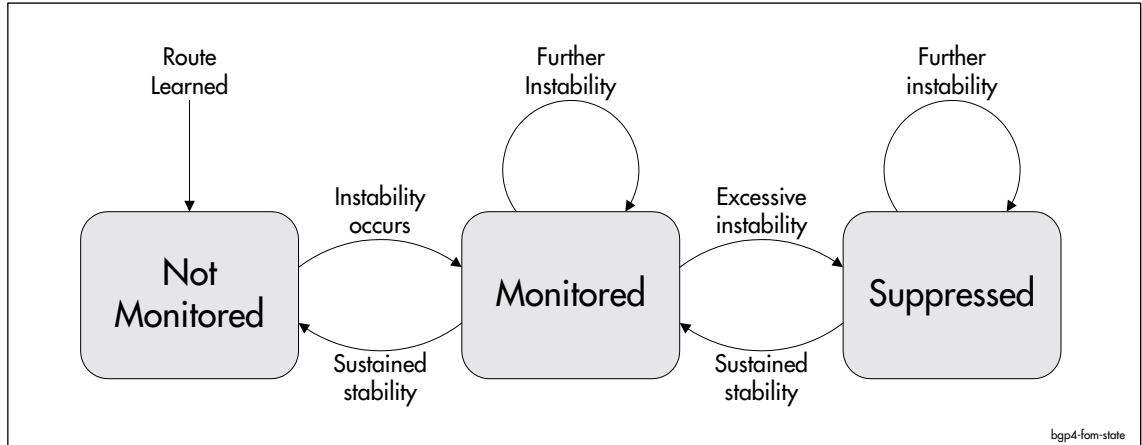 Route
Learned
Further
Instability
Further
instability
Instability
occurs
Excessive
instability
Not
Monitored
Monitored
Suppressed
Sustained
stability
Sustained
stability
bgp4-fom-state